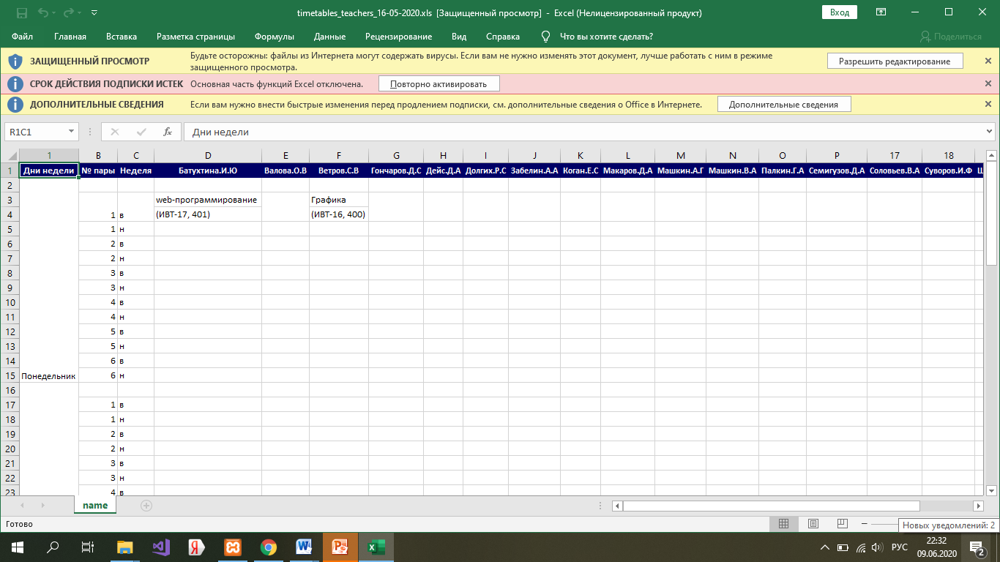 timetables_teachers_16-05-2020.xls [Защищенный просмотр] - Excel (Нелицензированный продукт)
Вход
Файл Главная Вставка Разметка страницы Формулы Данные Рецензирование Вид Справка Что вы хотите сделать? Поделиться
ЗАЩИЩЕННЫЙ ПРОСМОТР Будьте осторожны: файлы из Интернета могут содержать вирусы. Если вам не нужно изменять этот документ, лучше работать с ним в режиме
защищенного просмотра.
Разрешить редактирование
СРОК ДЕЙСТВИЯ ПОДПИСКИ ИСТЕК Основная часть функций Excel отключена. Повторно активировать
ДОПОЛНИТЕЛЬНЫЕ СВЕДЕНИЯ Если вам нужно внести быстрые изменения перед продлением подписки, см. дополнительные сведения о Office в Интернете. Дополнительные сведения
R1C1 fx Дни недели
1 B C D E F G H I J K L M N O P 17 18
1 Дни недели № пары Неделя Батухтина.И.Ю Валова.О.В Ветров.С.В Гончаров.Д.С Дейс.Д.А Долгих.Р.С Забелин.А.А Коган.Е.С Макаров.Д.А Машкин.А.Г Машкин.В.А Палкин.Г.А Семигузов.Д.А Соловьев.В.А Суворов.И.Ф
2
3 web-программирование Графика
4 1 в (ИВТ-17, 401) (ИВТ-16, 400)
5 1 н
6 2 в
7 2 н
8 3 в
9 3 н
10 4 в
11 4 н
12 5 в
13 5 н
14 6 в
15 Понедельник 6 н
16
17 1 в
18 1 н
19 2 в
20 2 н
21 3 в
22 3 н
23 4 в
name
Готово
Новых уведомлений: 2
РУС
22:32
09.06.2020
2